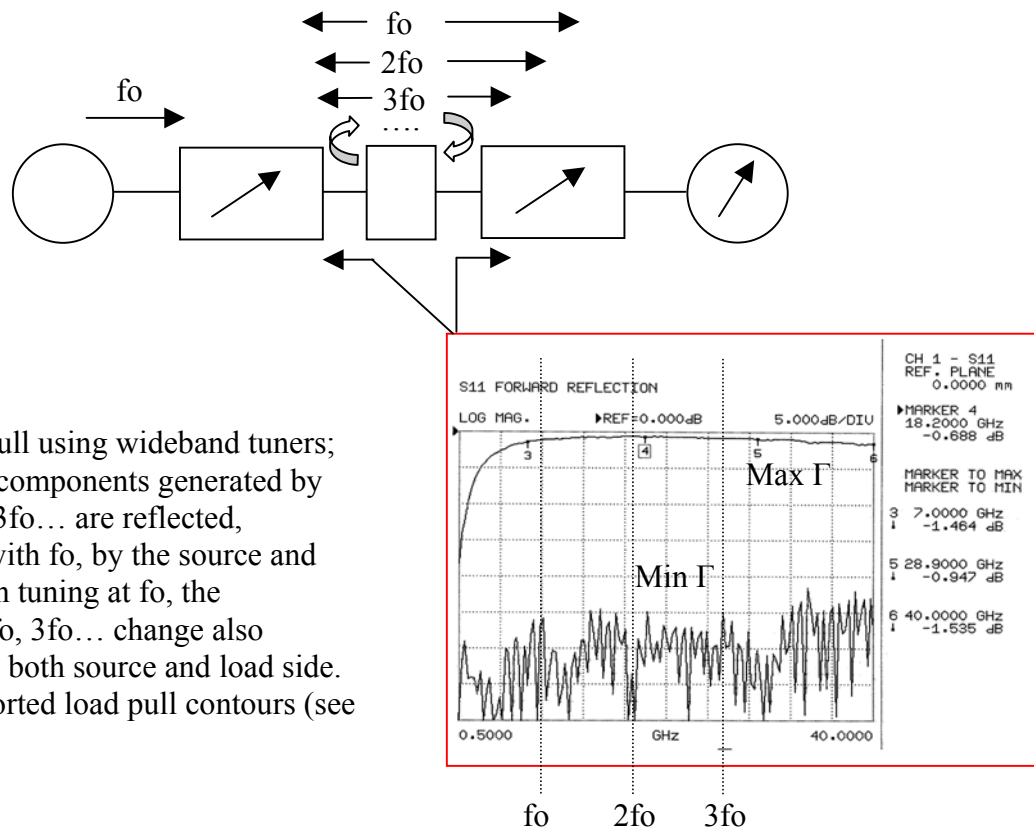 fo
2fo
3fo
....
fo
S11 FORWARD REFLECTION
LOG MAG. ▶REF=0.000dB 5.000dB/DIV
3
4
5
6
Max Γ
Min Γ
0.5000 GHz 40.0000
CH 1 - S11
REF. PLANE
0.0000 mm
▶MARKER 4
18.2000 GHz
-0.688 dB
MARKER TO MAX
MARKER TO MIN
3 7.0000 GHz
↓ -1.464 dB
5 28.9000 GHz
↓ -0.947 dB
6 40.0000 GHz
↓ -1.535 dB
ull using wideband tuners;
components generated by
3fo… are reflected,
with fo, by the source and
n tuning at fo, the
fo, 3fo… change also
both source and load side.
orted load pull contours (see
fo 2fo 3fo